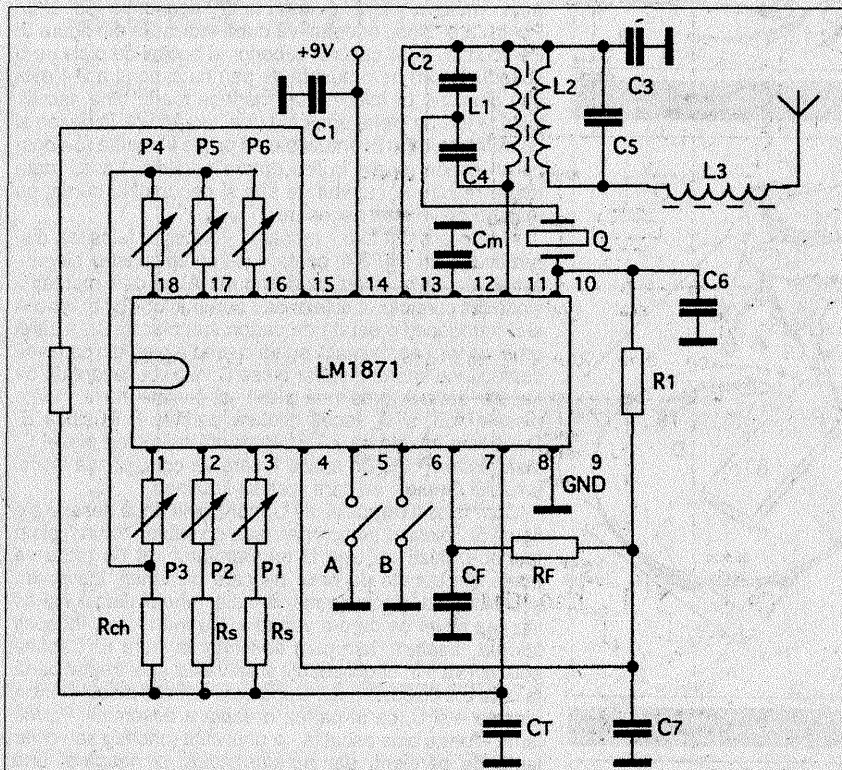 +9V
C2
C3
C1
L1
L2
C5
P4 P5 P6
C4
L3
Cm
Q
18 17 16 15 14 13 12 11 10
C6
LM1871
R1
1 2 3 4 5 6 7 8 9
GND
P3 P2 P1
A B
CF
RF
Rch Rs Rs
CT
C7